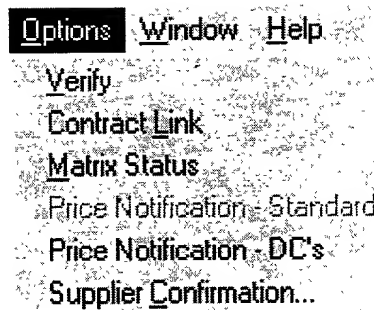 Options Window Help
Verify
Contract Link
Matrix Status
Price Notification - Standard
Price Notification - DC's
Supplier Confirmation...